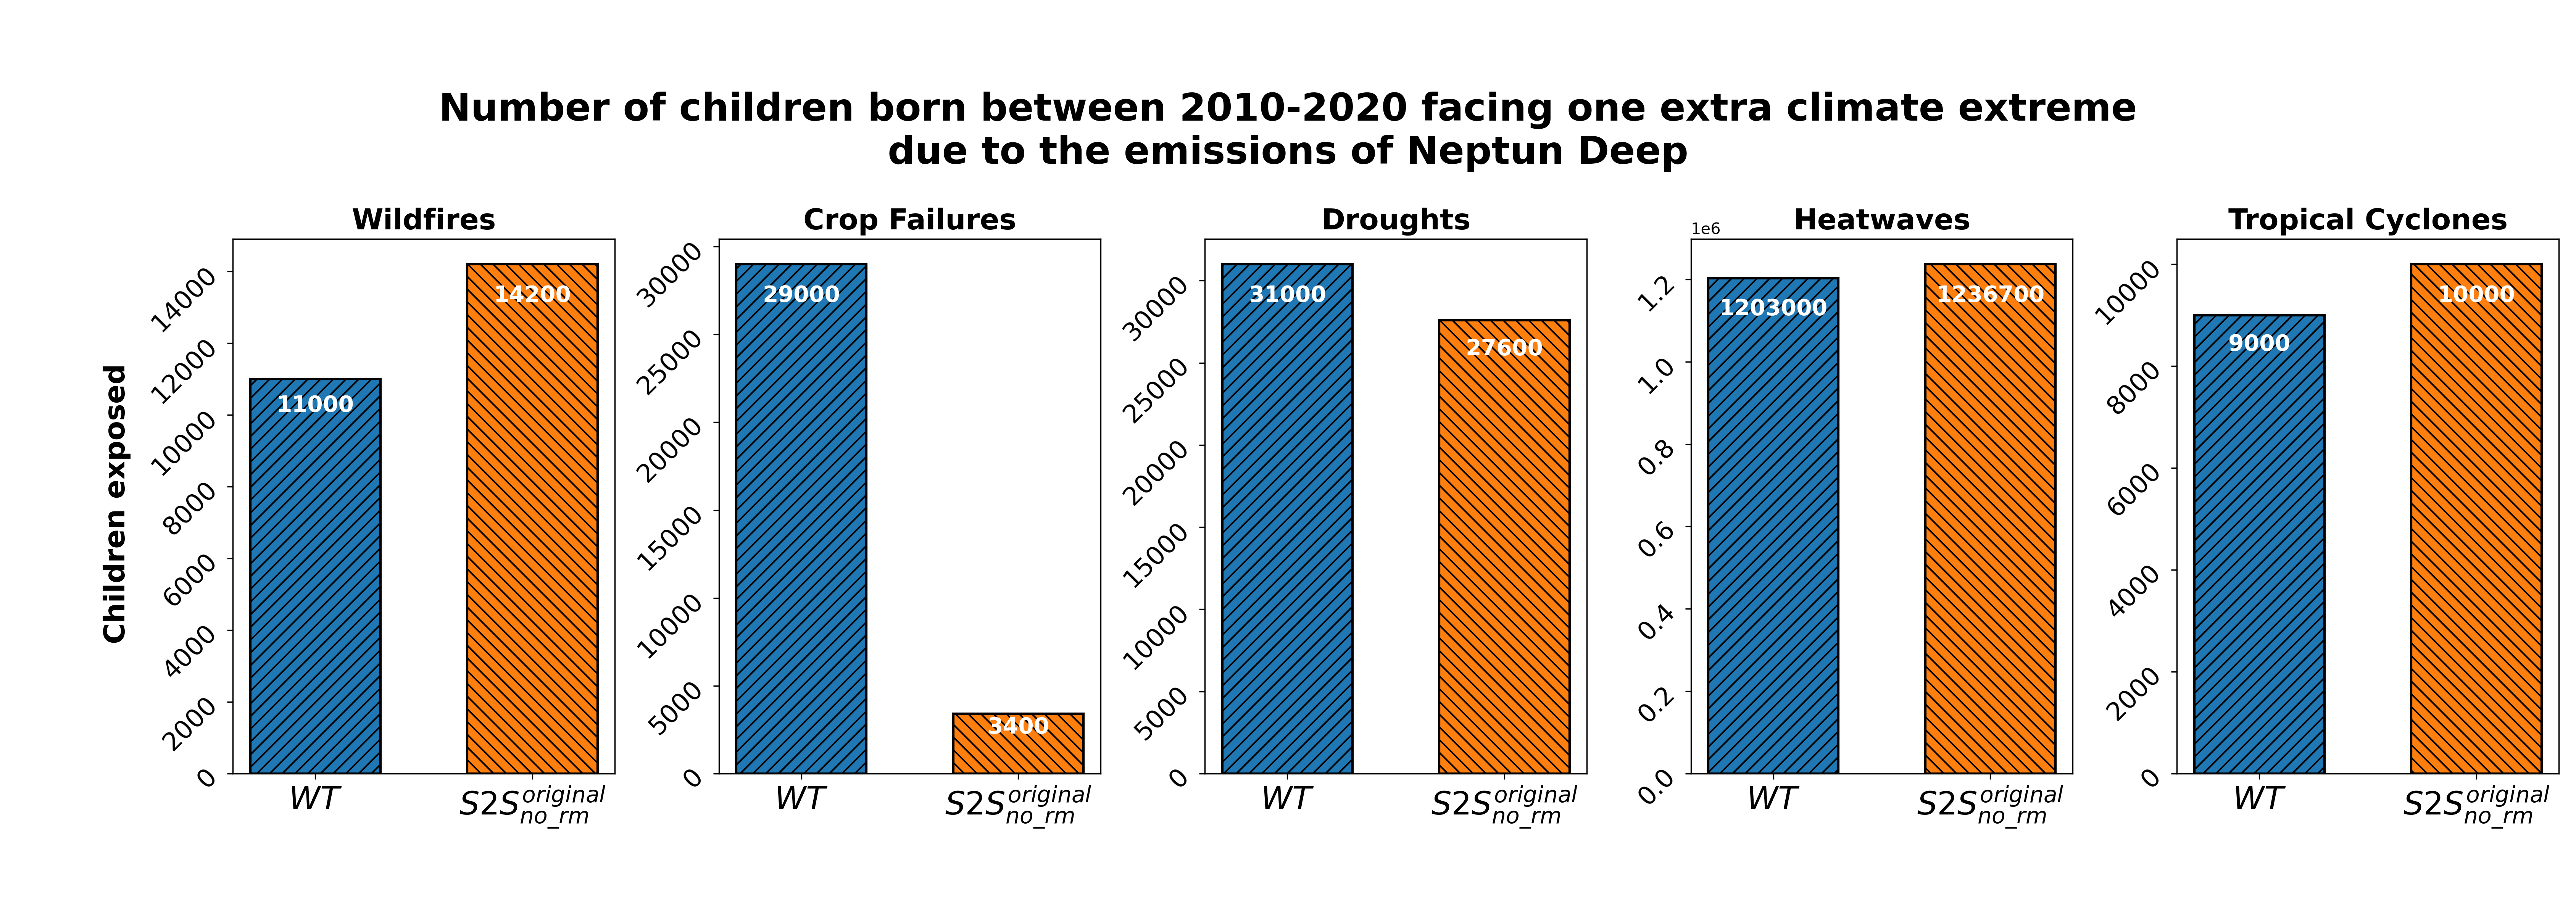 Number of children born between 2010-2020 facing one extra climate extreme
due to the emissions of Neptun Deep
Children exposed
Wildfires
14000
12000
10000
8000
6000
4000
2000
0
11000
14200
WT
S2S^{original}_{no_rm}
Crop Failures
30000
25000
20000
15000
10000
5000
0
29000
3400
WT
S2S^{original}_{no_rm}
Droughts
30000
25000
20000
15000
10000
5000
0
31000
27600
WT
S2S^{original}_{no_rm}
Heatwaves
1e6
1.2
1.0
0.8
0.6
0.4
0.2
0.0
1203000
1236700
WT
S2S^{original}_{no_rm}
Tropical Cyclones
10000
8000
6000
4000
2000
0
9000
10000
WT
S2S^{original}_{no_rm}